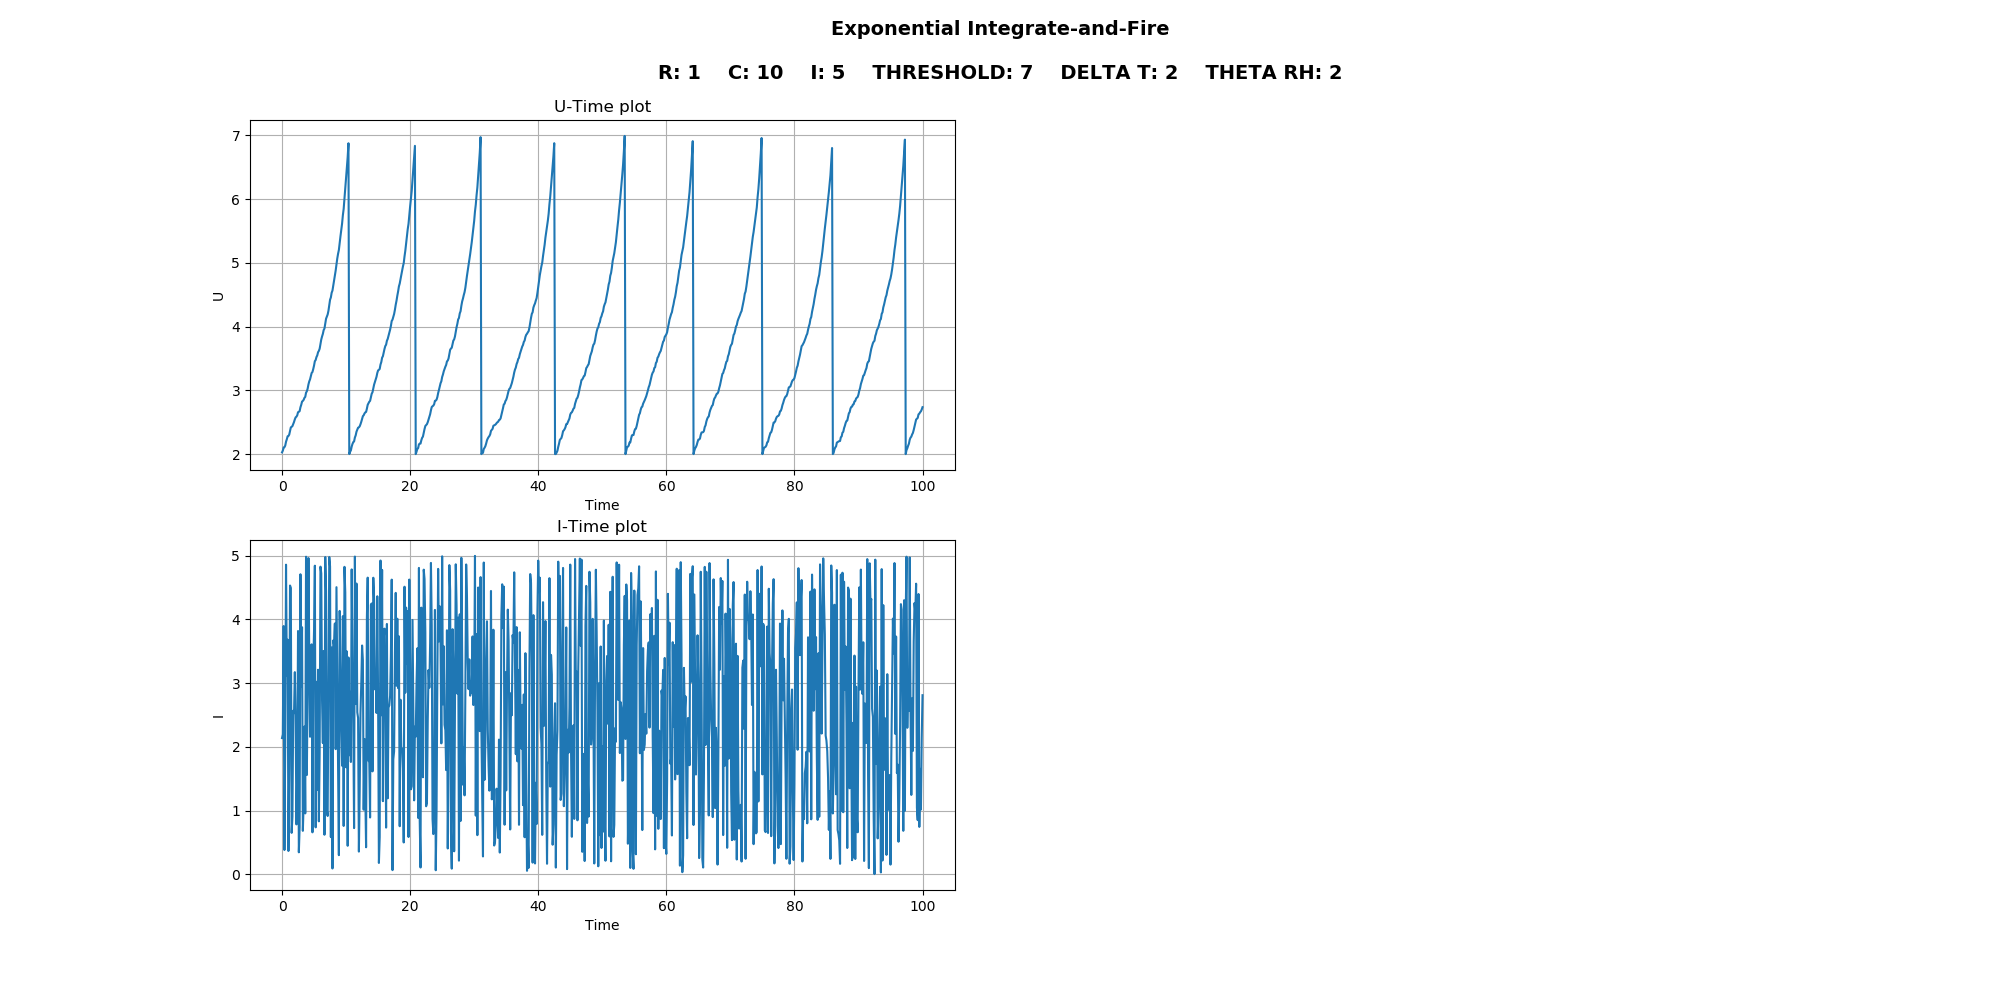 Exponential Integrate-and-Fire
R: 1    C: 10    I: 5    THRESHOLD: 7    DELTA T: 2    THETA RH: 2
U-Time plot
7
6
5
4
3
2
U
0 20 40 60 80 100
Time
I-Time plot
5
4
3
2
1
0
I
0 20 40 60 80 100
Time